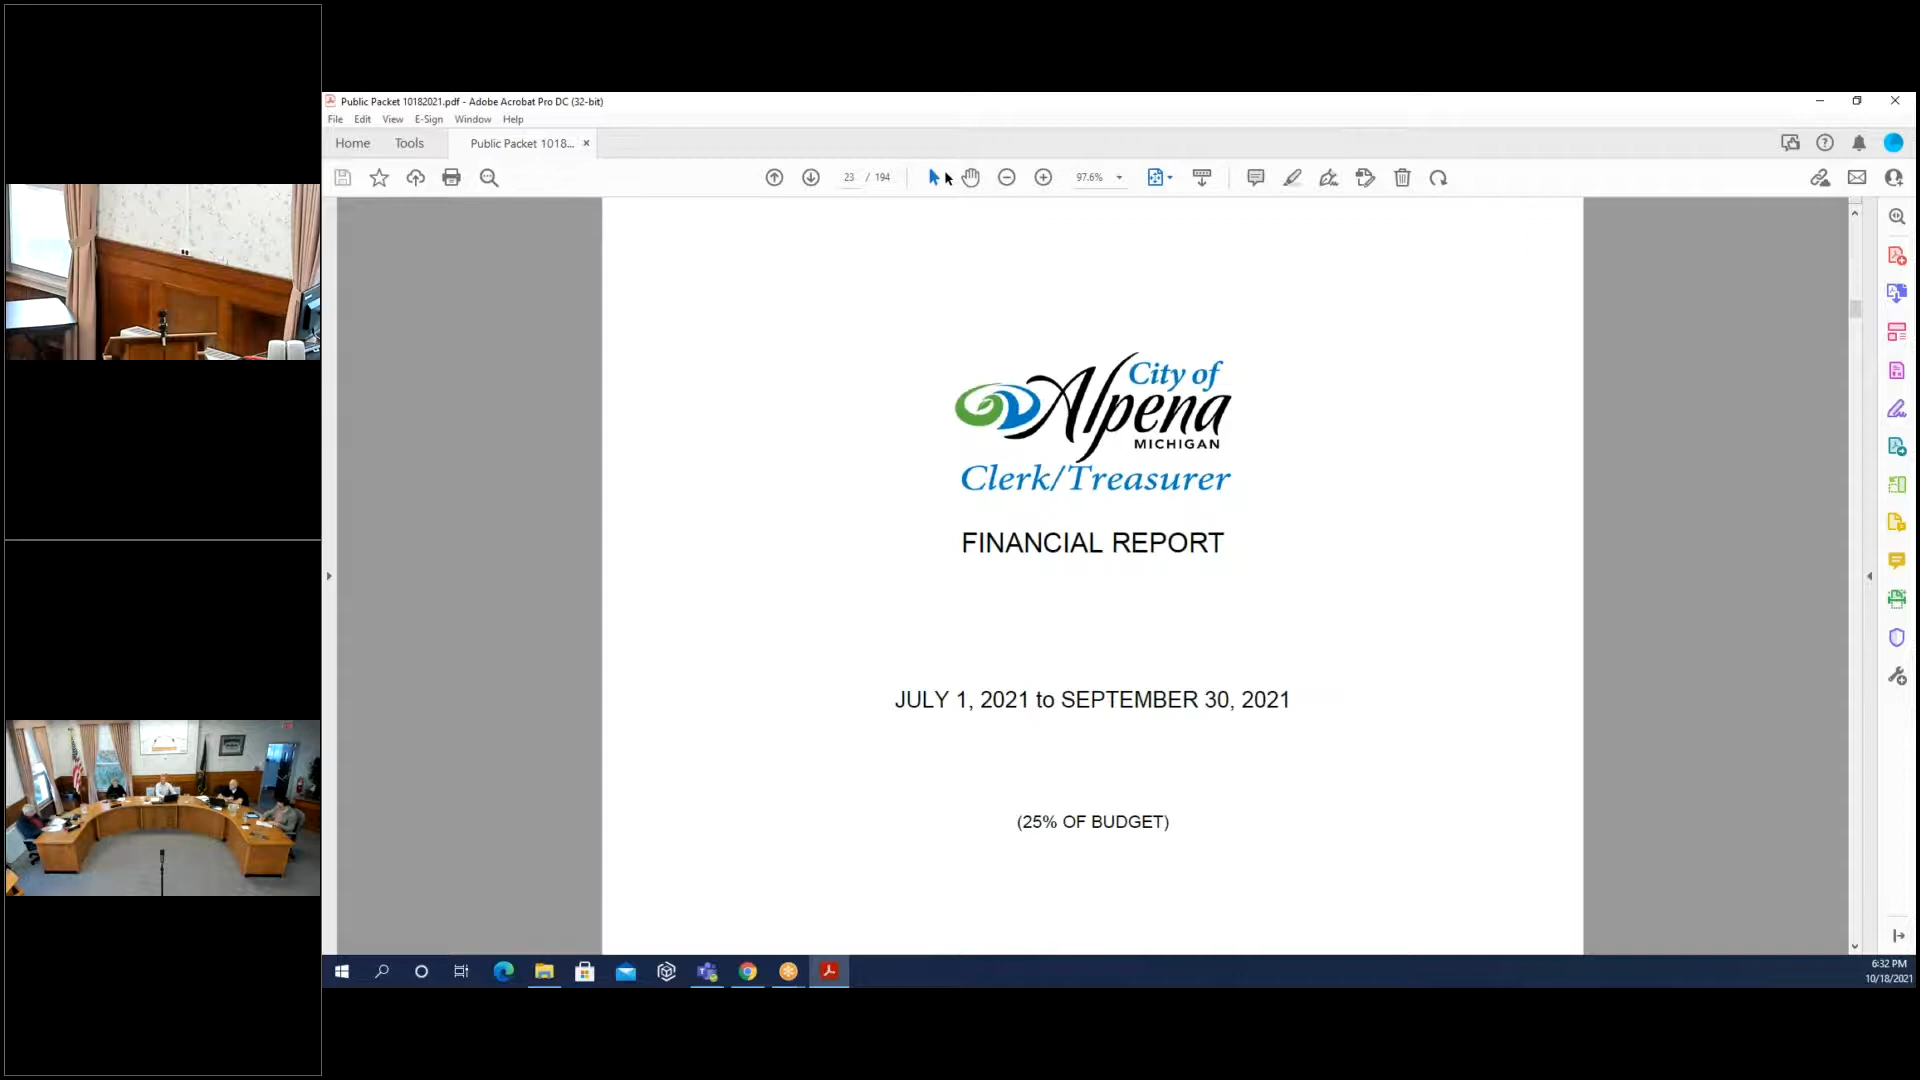 Public Packet 10182021.pdf - Adobe Acrobat Pro DC (32-bit)
File Edit View E-Sign Window Help
Home Tools Public Packet 1018... ×
23 / 194 97.6%
City of
Alpena
MICHIGAN
Clerk/Treasurer
FINANCIAL REPORT
JULY 1, 2021 to SEPTEMBER 30, 2021
(25% OF BUDGET)
6:32 PM
10/18/2021